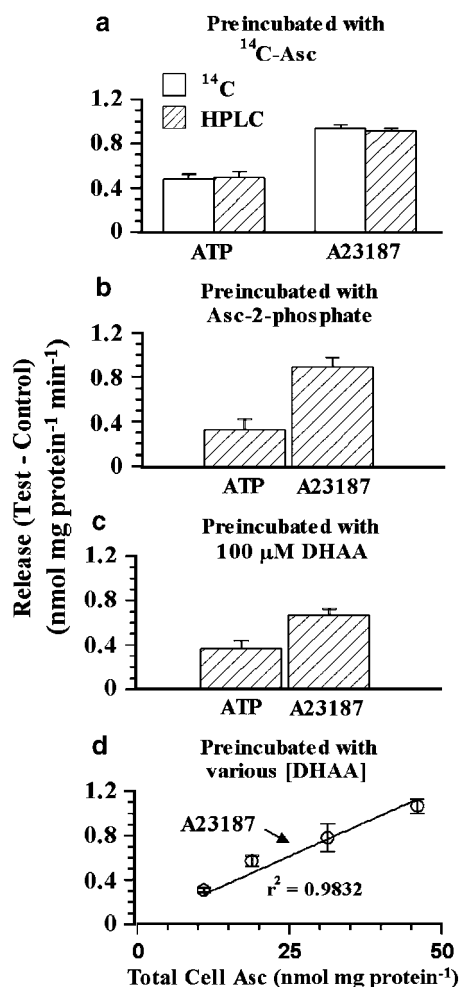 a
Preincubated with
¹⁴C-Asc
¹⁴C
HPLC
1.2
0.8
0.4
0
ATP A23187
b
Preincubated with
Asc-2-phosphate
1.2
0.8
0.4
0
ATP A23187
Release (Test - Control)
(nmol mg protein⁻¹ min⁻¹)
c
Preincubated with
100 µM DHAA
1.2
0.8
0.4
0
ATP A23187
d
Preincubated with
various [DHAA]
1.2
0.8
0.4
0
A23187
r² = 0.9832
0 25 50
Total Cell Asc (nmol mg protein⁻¹)